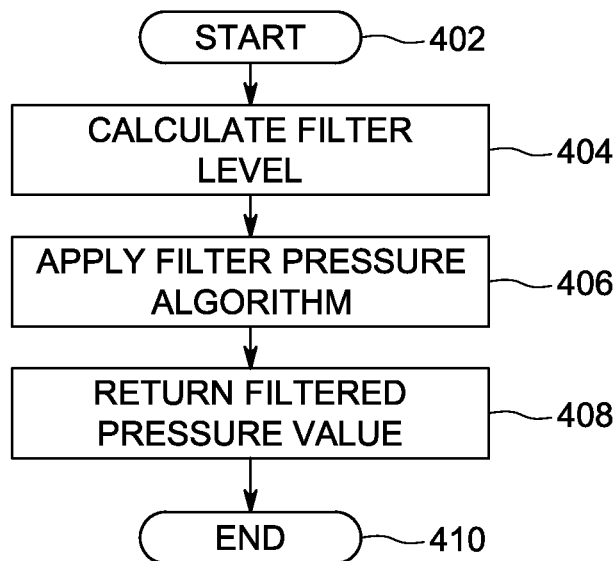 START
402
CALCULATE FILTER
LEVEL
404
APPLY FILTER PRESSURE
ALGORITHM
406
RETURN FILTERED
PRESSURE VALUE
408
END
410